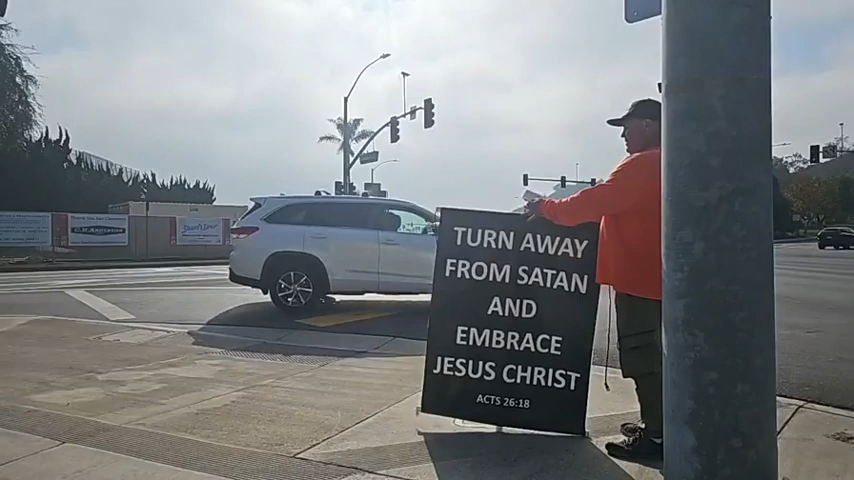 TURN AWAY
FROM SATAN
AND
EMBRACE
JESUS CHRIST
ACTS 26:18